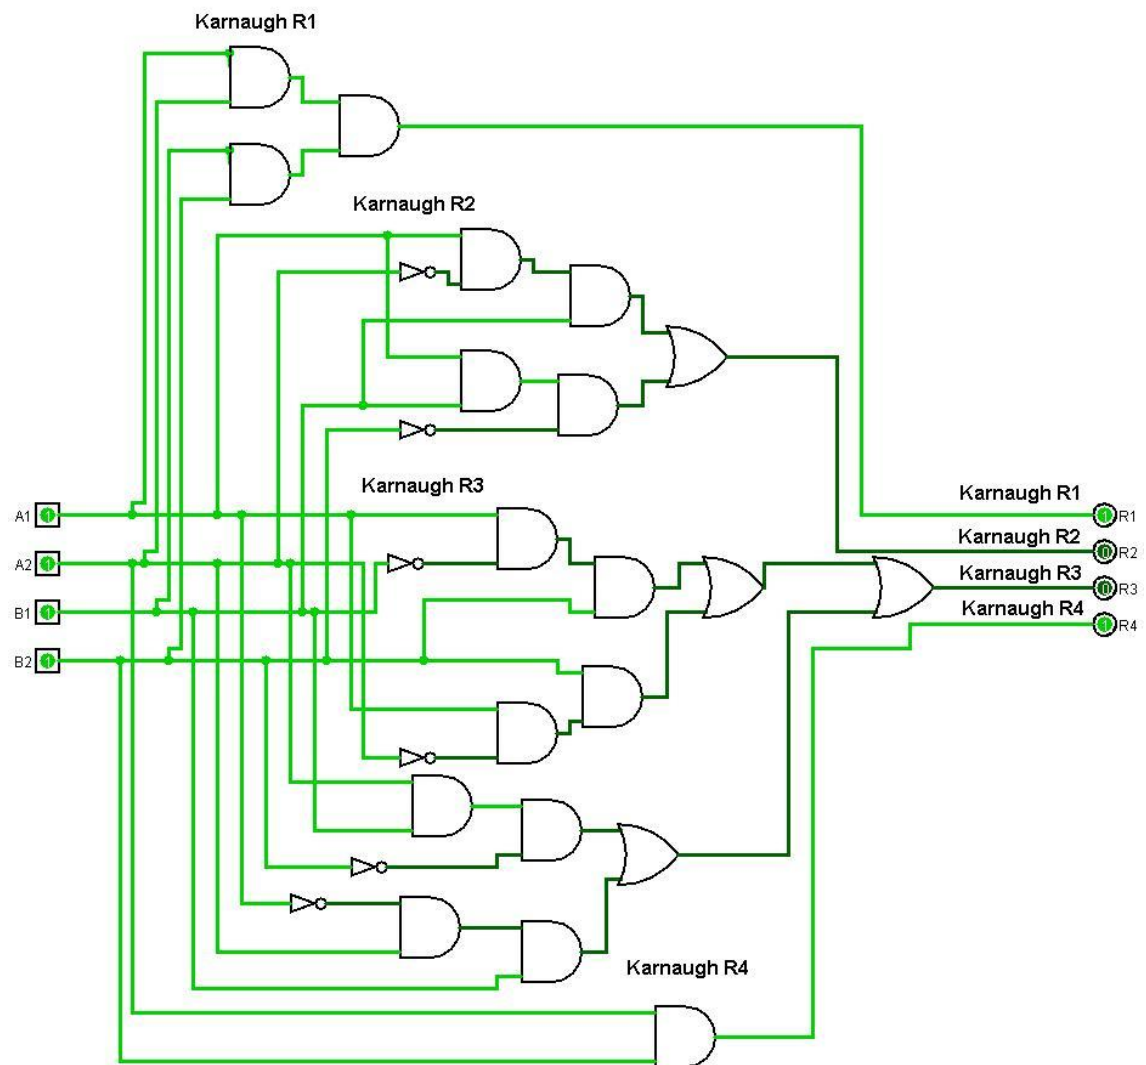 Karnaugh R1
Karnaugh R2
Karnaugh R3
A1 1
A2 1
B1 1
B2 1
Karnaugh R1
1 R1
Karnaugh R2
0 R2
Karnaugh R3
0 R3
Karnaugh R4
1 R4
Karnaugh R4